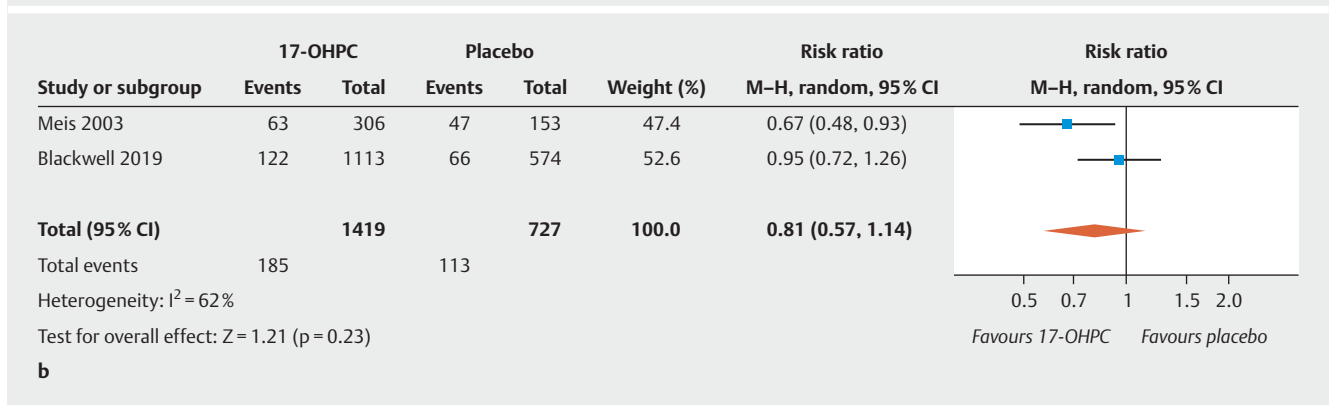 17-OHPC Placebo Risk ratio Risk ratio
Study or subgroup Events Total Events Total Weight (%) M–H, random, 95% CI M–H, random, 95% CI
Meis 2003 63 306 47 153 47.4 0.67 (0.48, 0.93)
Blackwell 2019 122 1113 66 574 52.6 0.95 (0.72, 1.26)
Total (95% CI) 1419 727 100.0 0.81 (0.57, 1.14)
Total events 185 113
Heterogeneity: I² = 62%
0.5 0.7 1 1.5 2.0
Test for overall effect: Z = 1.21 (p = 0.23)
Favours 17-OHPC Favours placebo
b